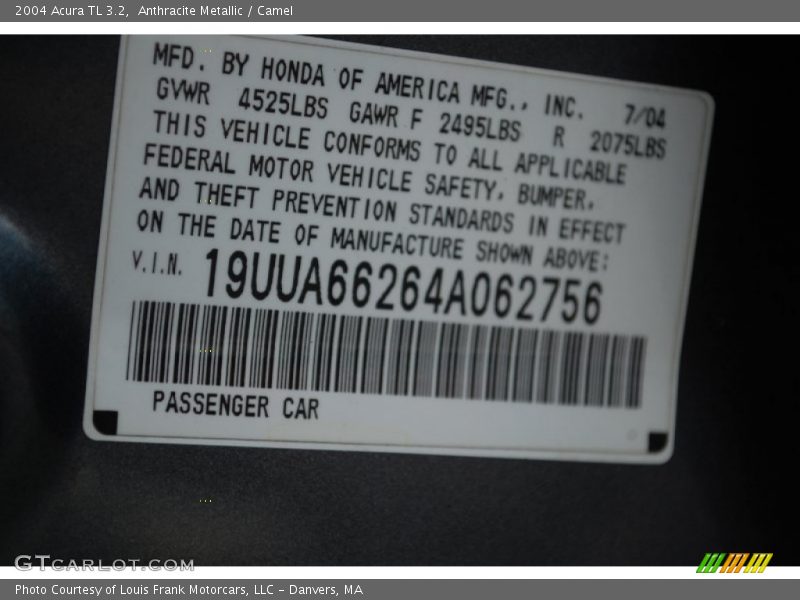 2004 Acura TL 3.2,  Anthracite Metallic / Camel
MFD. BY HONDA OF AMERICA MFG., INC. 7/04
GVWR 4525LBS GAWR F 2495LBS R 2075LBS
THIS VEHICLE CONFORMS TO ALL APPLICABLE
FEDERAL MOTOR VEHICLE SAFETY, BUMPER,
AND THEFT PREVENTION STANDARDS IN EFFECT
ON THE DATE OF MANUFACTURE SHOWN ABOVE:
V.I.N. 19UUA66264A062756
PASSENGER CAR
GTCARLOT.COM
Photo Courtesy of Louis Frank Motorcars, LLC – Danvers, MA